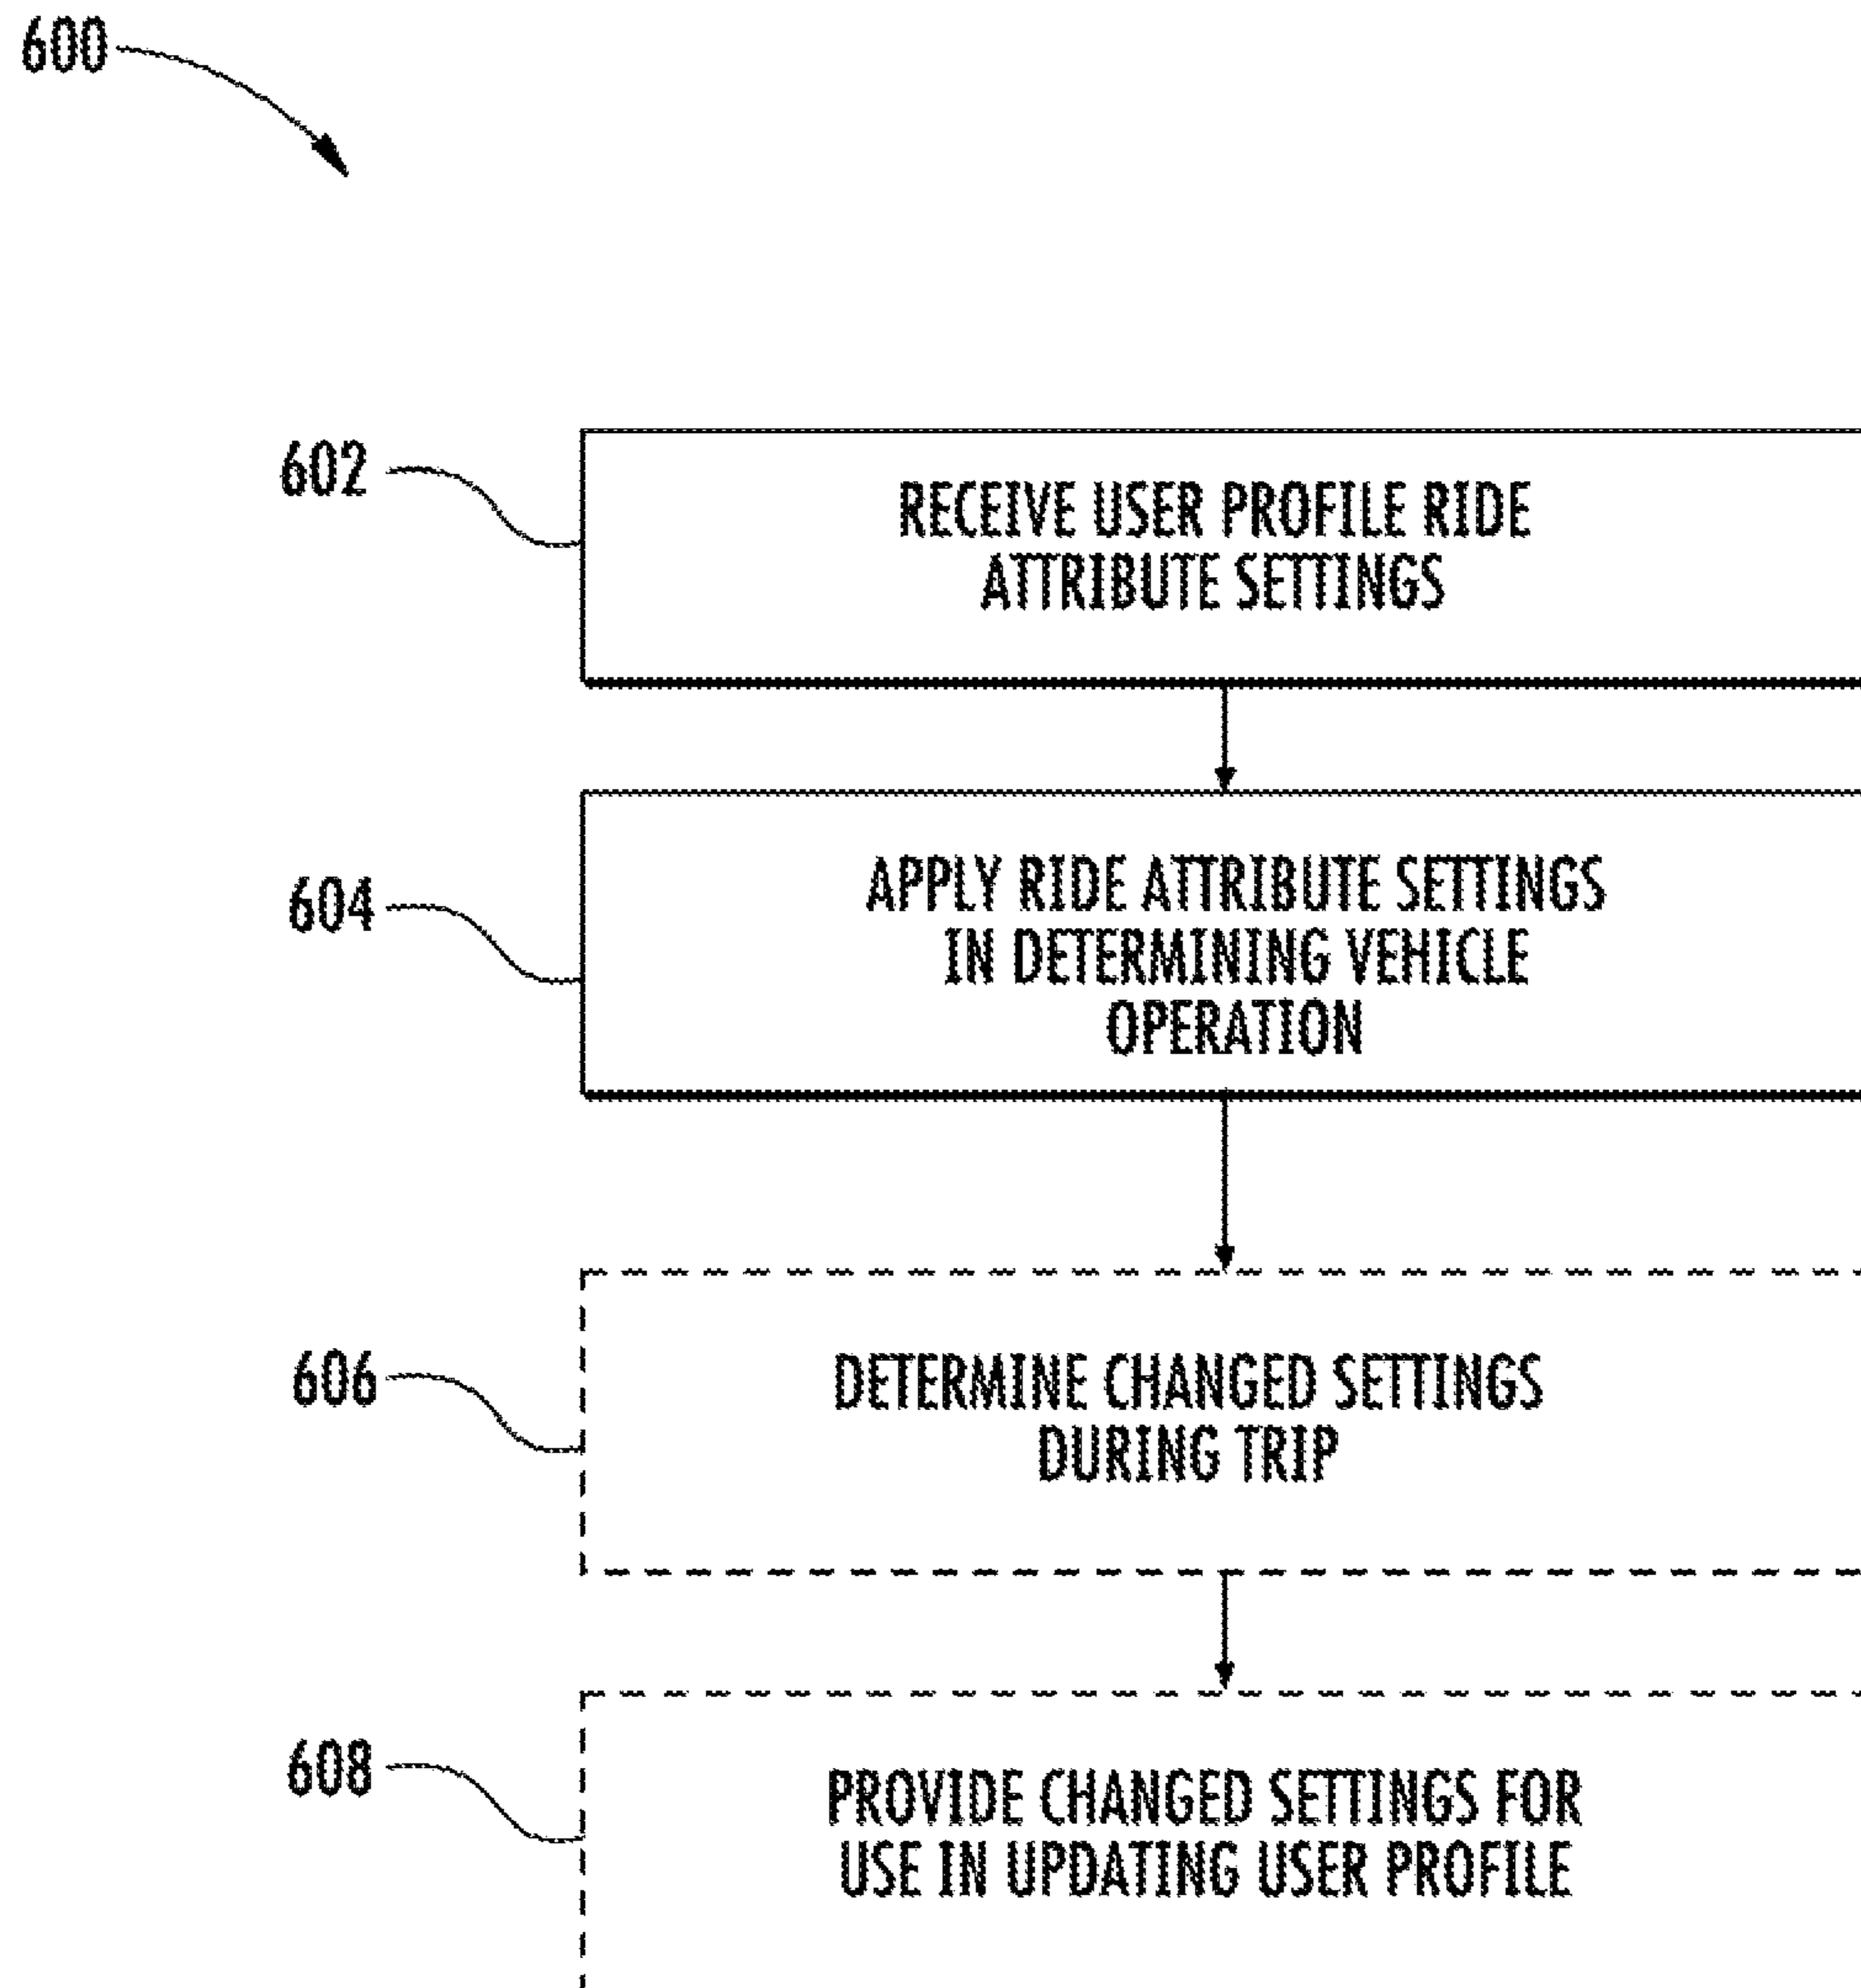 600
602
RECEIVE USER PROFILE RIDE
ATTRIBUTE SETTINGS
604
APPLY RIDE ATTRIBUTE SETTINGS
IN DETERMINING VEHICLE
OPERATION
606
DETERMINE CHANGED SETTINGS
DURING TRIP
608
PROVIDE CHANGED SETTINGS FOR
USE IN UPDATING USER PROFILE